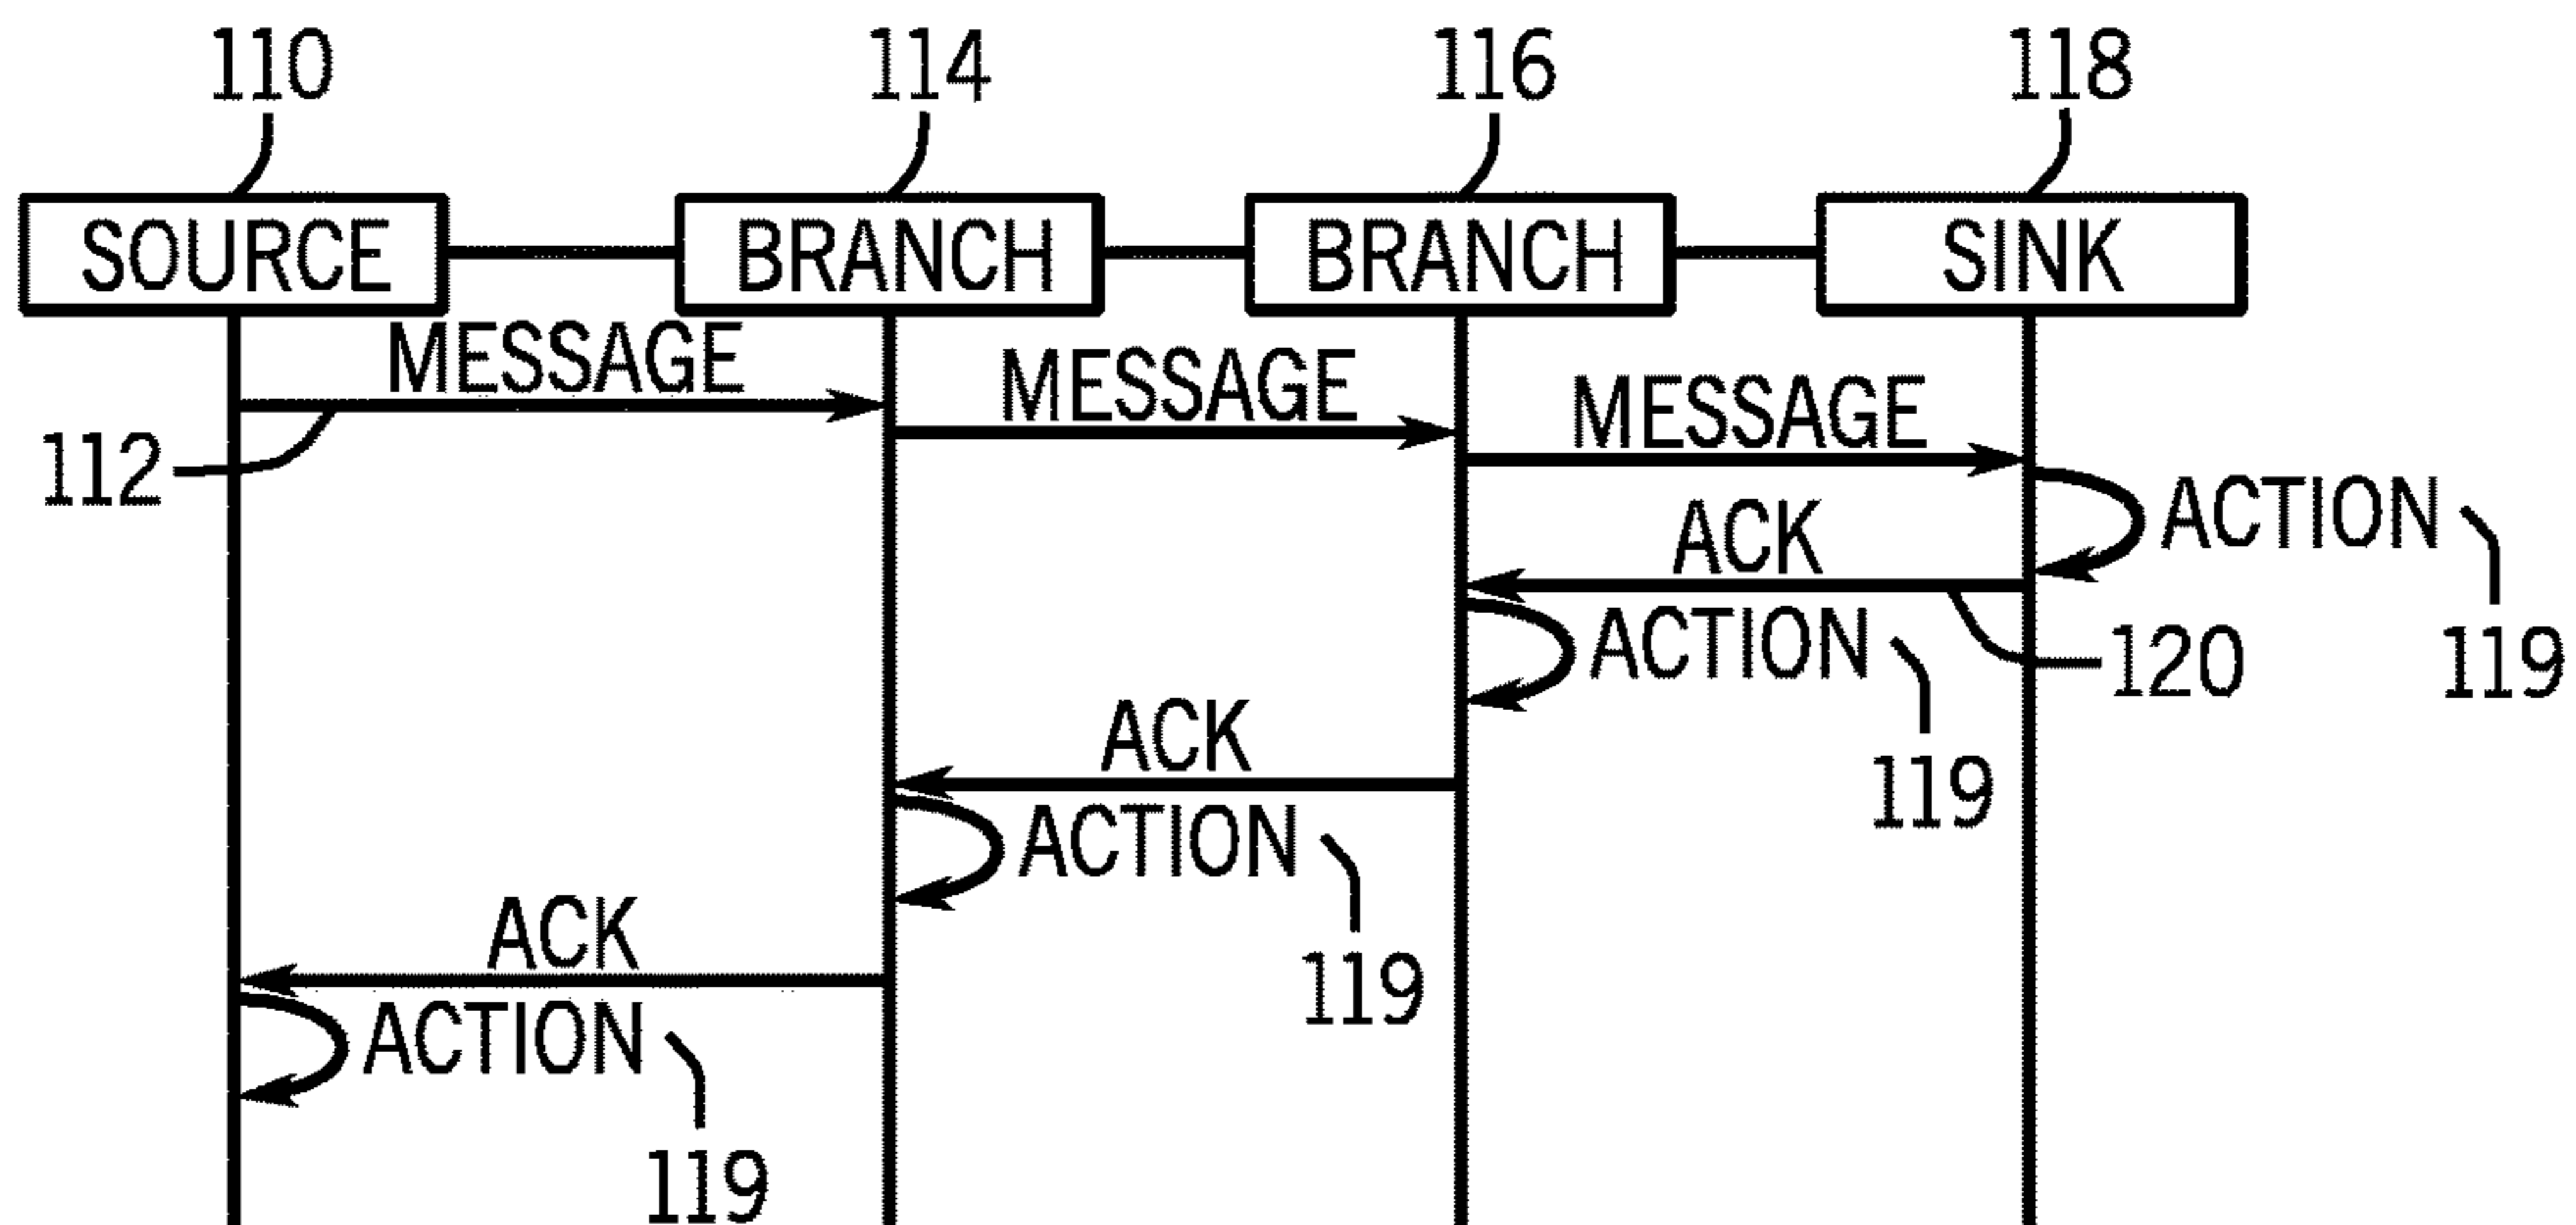 110 114 116 118
SOURCE BRANCH BRANCH SINK
MESSAGE
MESSAGE
MESSAGE
112
ACTION
ACK
ACTION
120 119
ACK
119
ACTION
ACK
119
ACTION
119